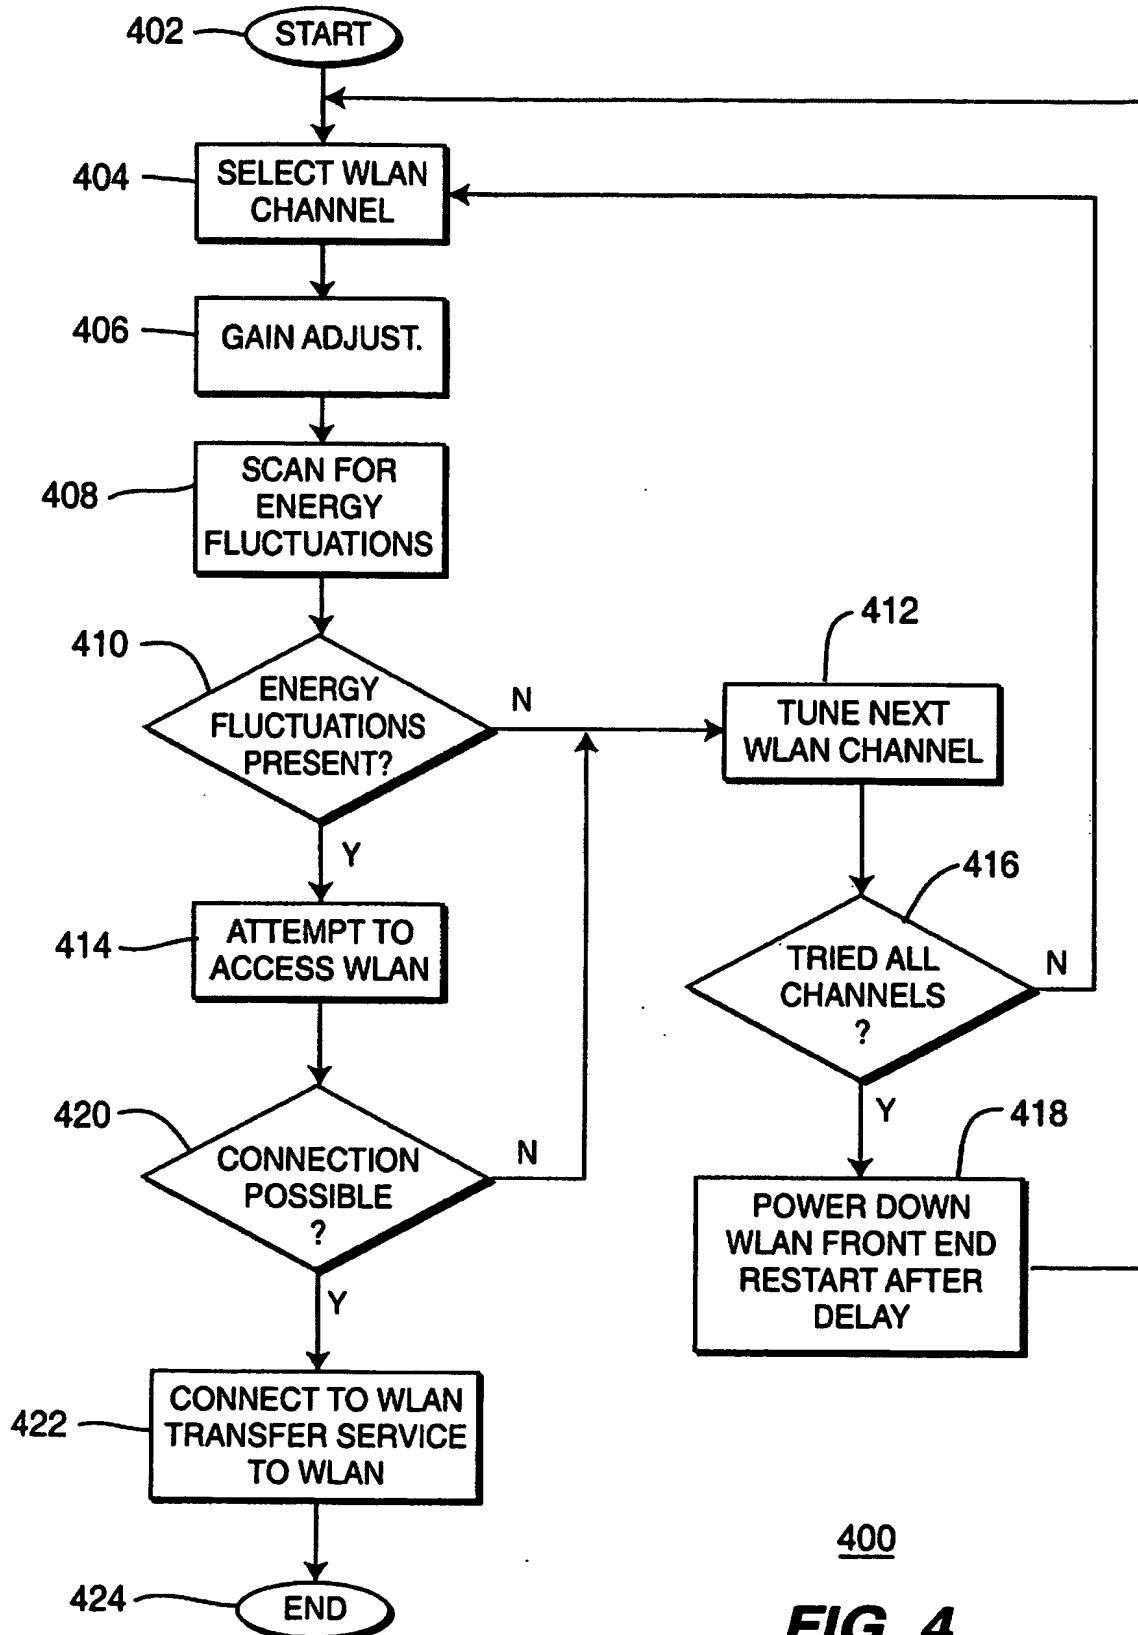 402
START
404
SELECT WLAN
CHANNEL
406
GAIN ADJUST.
408
SCAN FOR
ENERGY
FLUCTUATIONS
410
ENERGY
FLUCTUATIONS
PRESENT?
N
Y
412
TUNE NEXT
WLAN CHANNEL
414
ATTEMPT TO
ACCESS WLAN
416
TRIED ALL
CHANNELS
?
N
Y
418
POWER DOWN
WLAN FRONT END
RESTART AFTER
DELAY
420
CONNECTION
POSSIBLE
?
N
Y
422
CONNECT TO WLAN
TRANSFER SERVICE
TO WLAN
424
END
400
FIG. 4